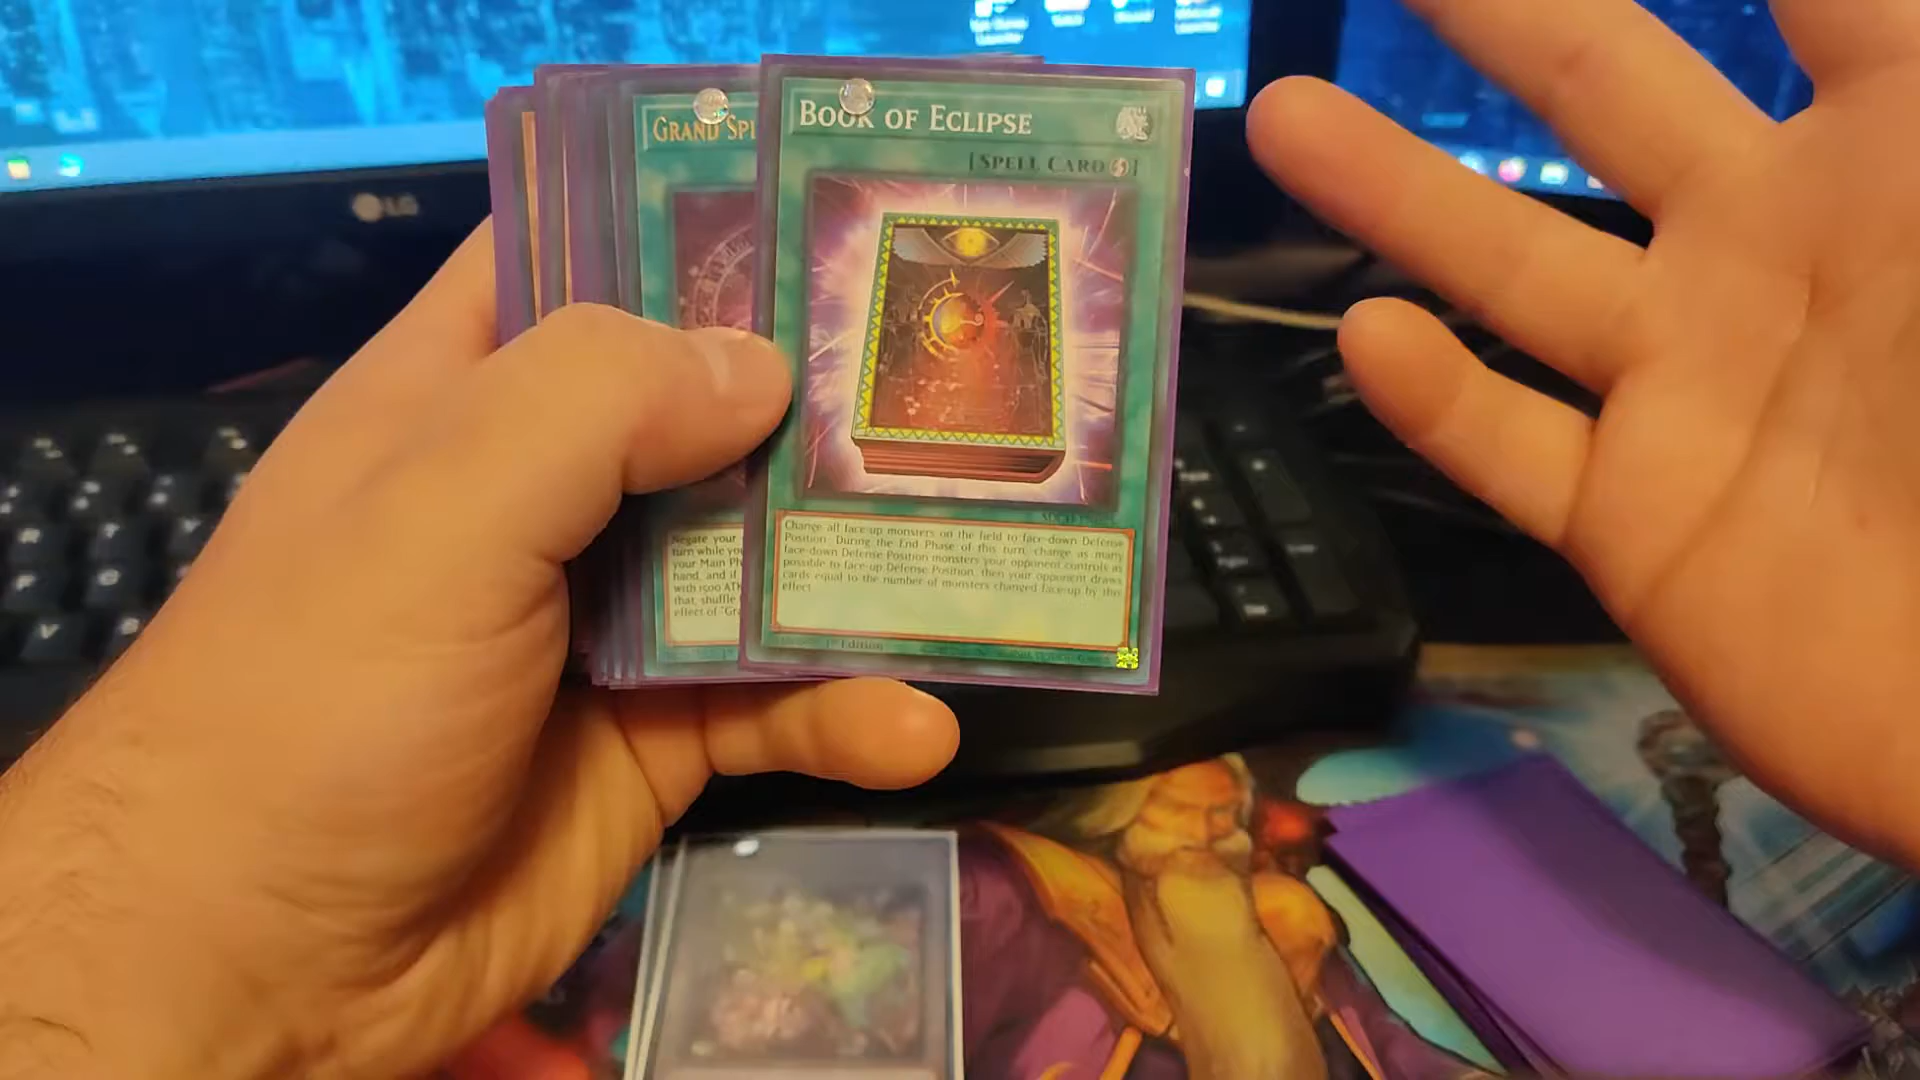 BOOK OF ECLIPSE
[SPELL CARD]
Change all face-up monsters on the field to face-down Defense
Position. During the End Phase of this turn, change as many
face-down Defense Position monsters your opponent controls as
possible to face-up Defense Position, then your opponent draws
cards equal to the number of monsters changed face-up by this
effect.
1st Edition
GRAND SPI
Negate your
turn while you
your Main Ph
hand, and if
with 1500 ATK
that, shuffle
effect of "Gra
LG
R
T
F
V
B